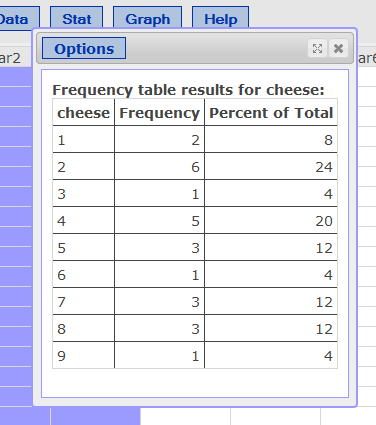 Data Stat Graph Help
ar2
Options
Frequency table results for cheese:
cheese Frequency Percent of Total
1 2 8
2 6 24
3 1 4
4 5 20
5 3 12
6 1 4
7 3 12
8 3 12
9 1 4